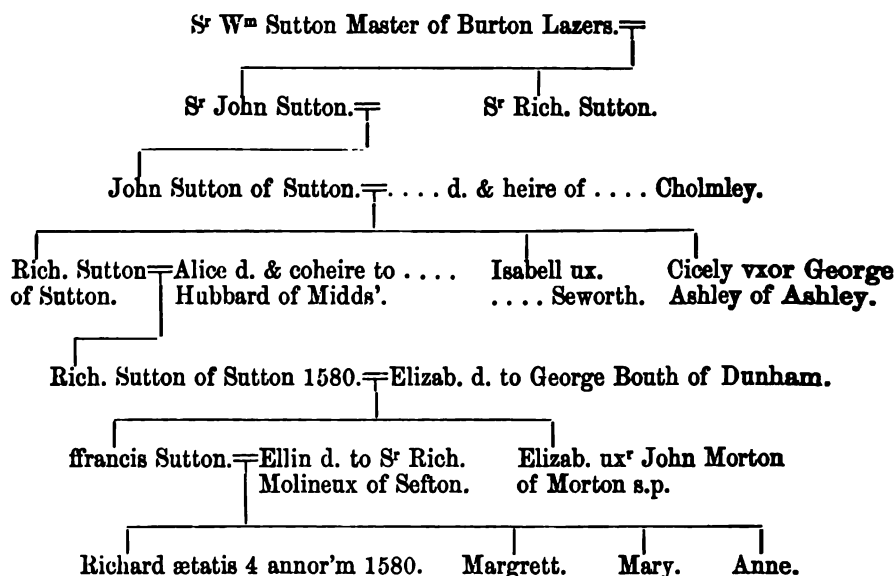 Sʳ Wᵐ Sutton Master of Burton Lazers.
Sʳ John Sutton. Sʳ Rich. Sutton.
John Sutton of Sutton. . . . . d. & heire of . . . . Cholmley.
Rich. Sutton of Sutton.
Alice d. & coheire to . . . . Hubbard of Midds'.
Isabell ux. . . . . Seworth.
Cicely vxor George Ashley of Ashley.
Rich. Sutton of Sutton 1580. Elizab. d. to George Bouth of Dunham.
ffrancis Sutton.
Ellin d. to Sʳ Rich. Molineux of Sefton.
Elizab. uxʳ John Morton of Morton s.p.
Richard ætatis 4 annor'm 1580. Margrett. Mary. Anne.